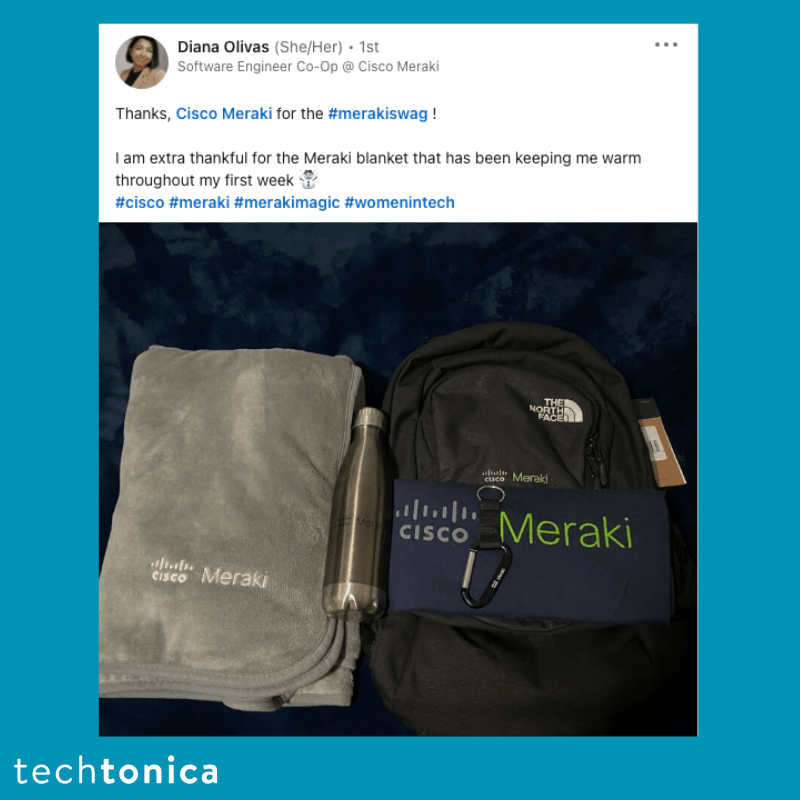 Diana Olivas (She/Her) • 1st
Software Engineer Co-Op @ Cisco Meraki
Thanks, Cisco Meraki for the #merakiswag !
I am extra thankful for the Meraki blanket that has been keeping me warm
throughout my first week ☃️
#cisco #meraki #merakimagic #womenintech
THE
NORTH
FACE
CISCO Meraki
CISCO Meraki
CISCO Meraki
techtonica